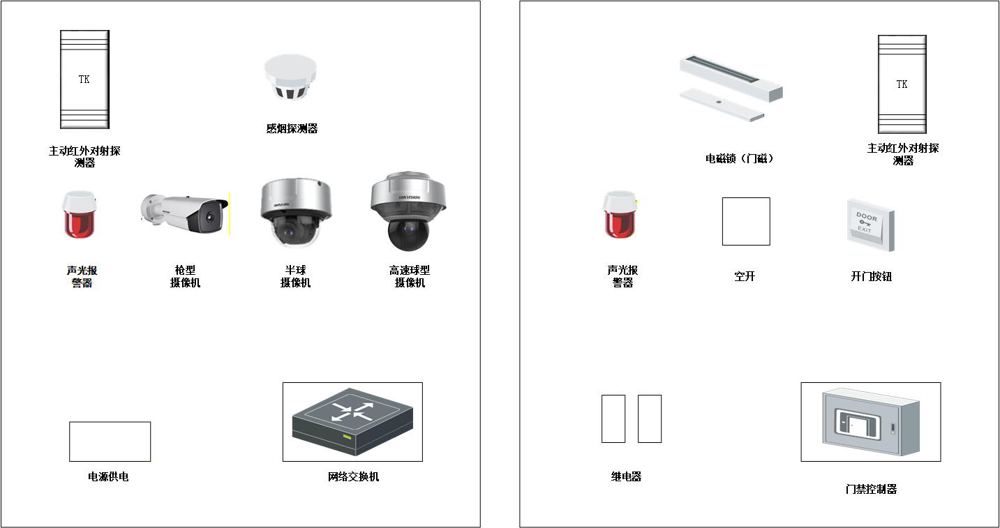 TK
感烟探测器
主动红外对射探
测器
HIKVISION
声光报
警器
枪型
摄像机
半球
摄像机
高速球型
摄像机
电源供电
网络交换机
TK
电磁锁（门磁）
主动红外对射探
测器
DOOR
EXIT
声光报
警器
空开
开门按钮
继电器
门禁控制器